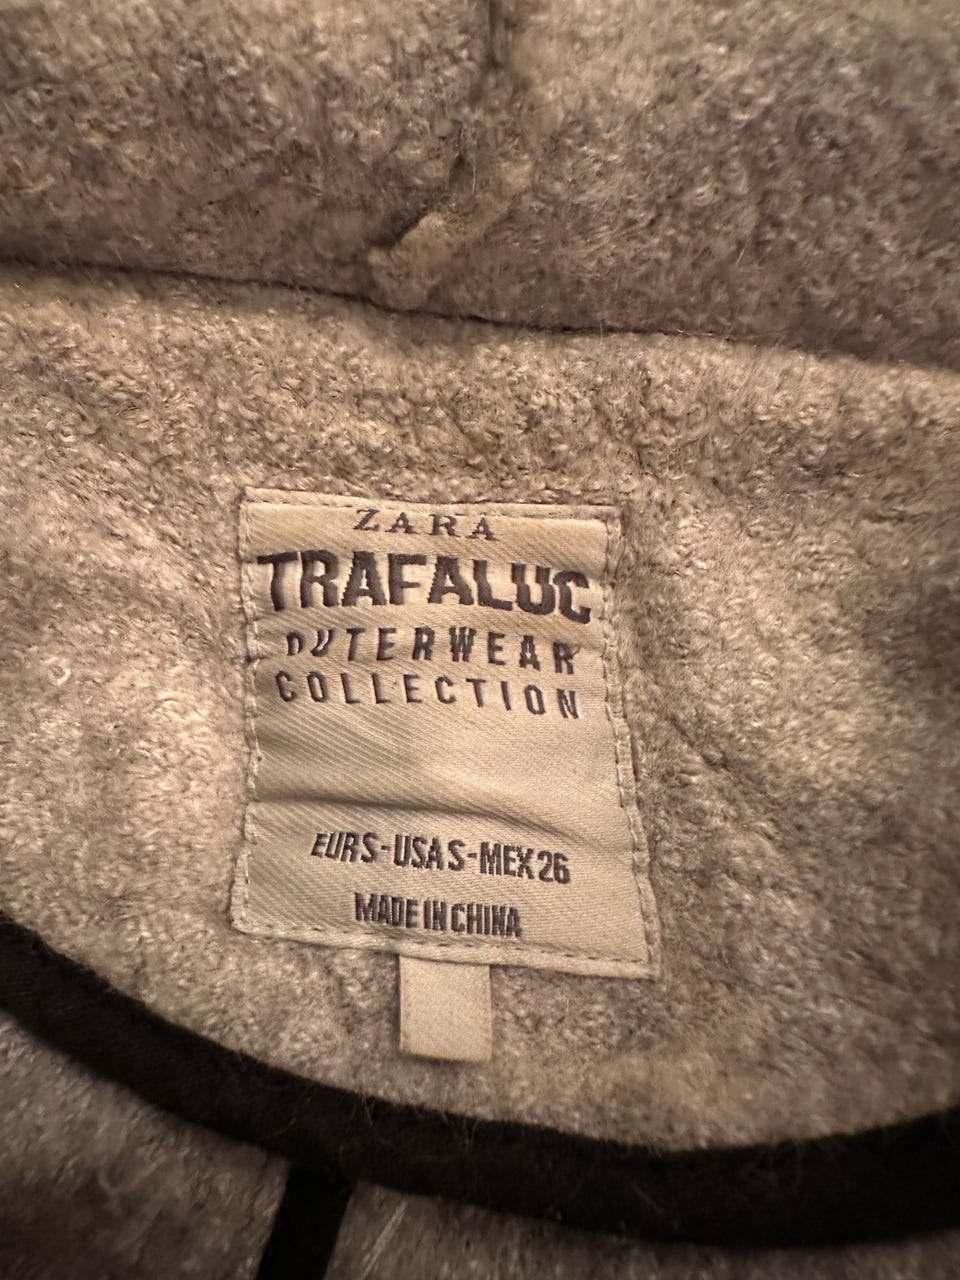 ZARA
TRAFALUC
OUTERWEAR
COLLECTION
EUR S - USA S - MEX 26
MADE IN CHINA